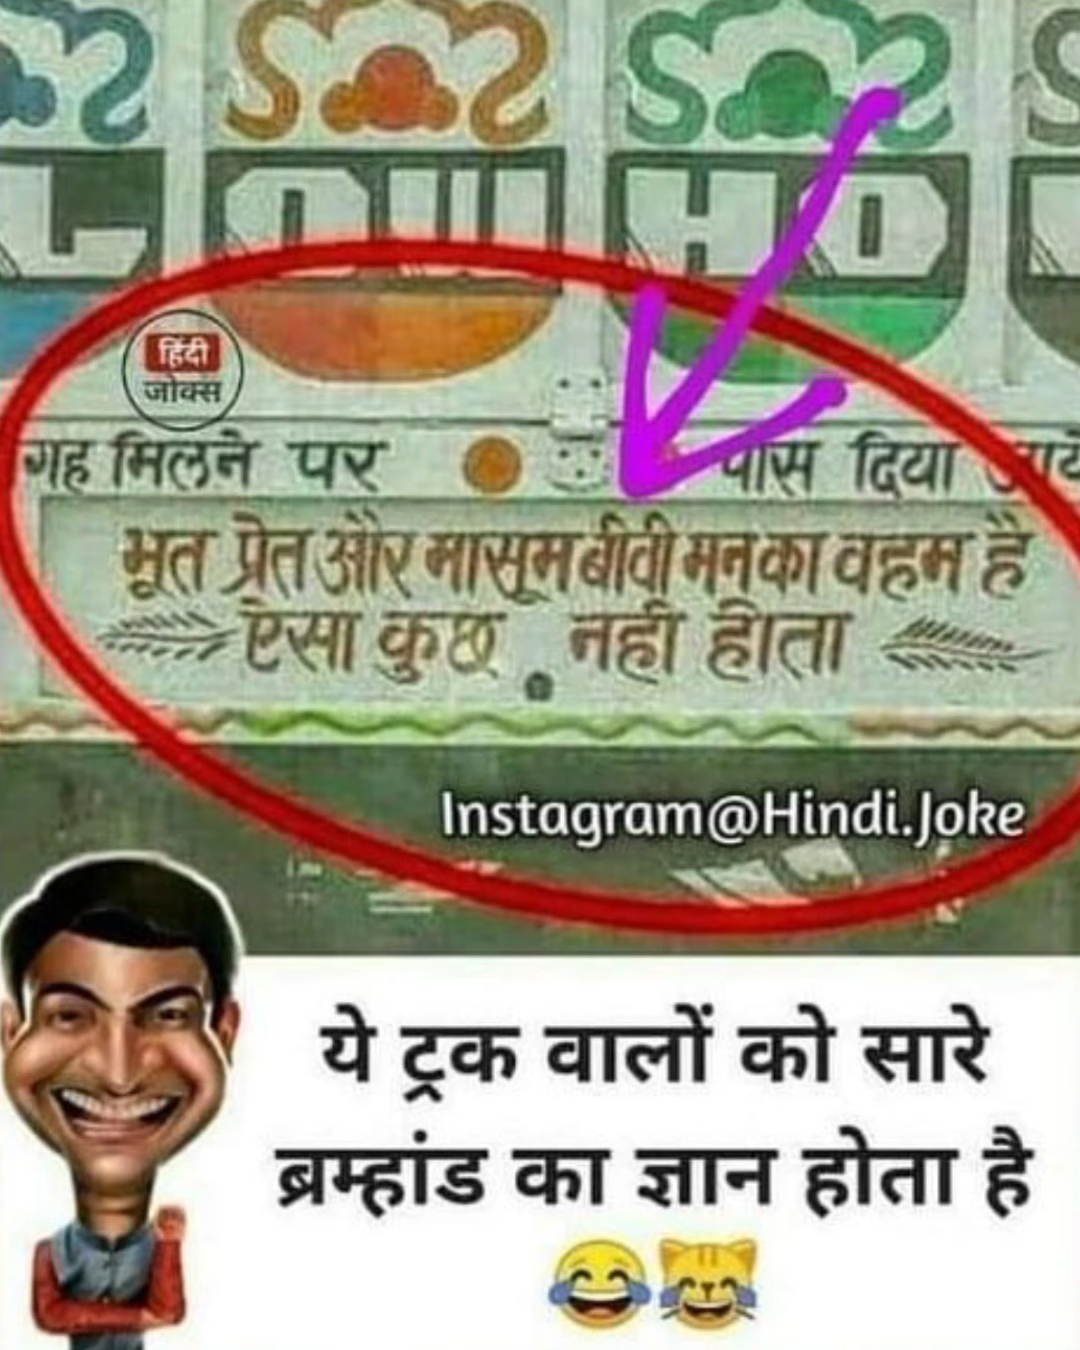 हिंदी
जोक्स
मिलने पर पास दिया
भूत प्रेत और मासूम बीवी मन का वहम है
ऐसा कुछ नही होता
Instagram@Hindi.Joke
ये ट्रक वालों को सारे
ब्रम्हांड का ज्ञान होता है